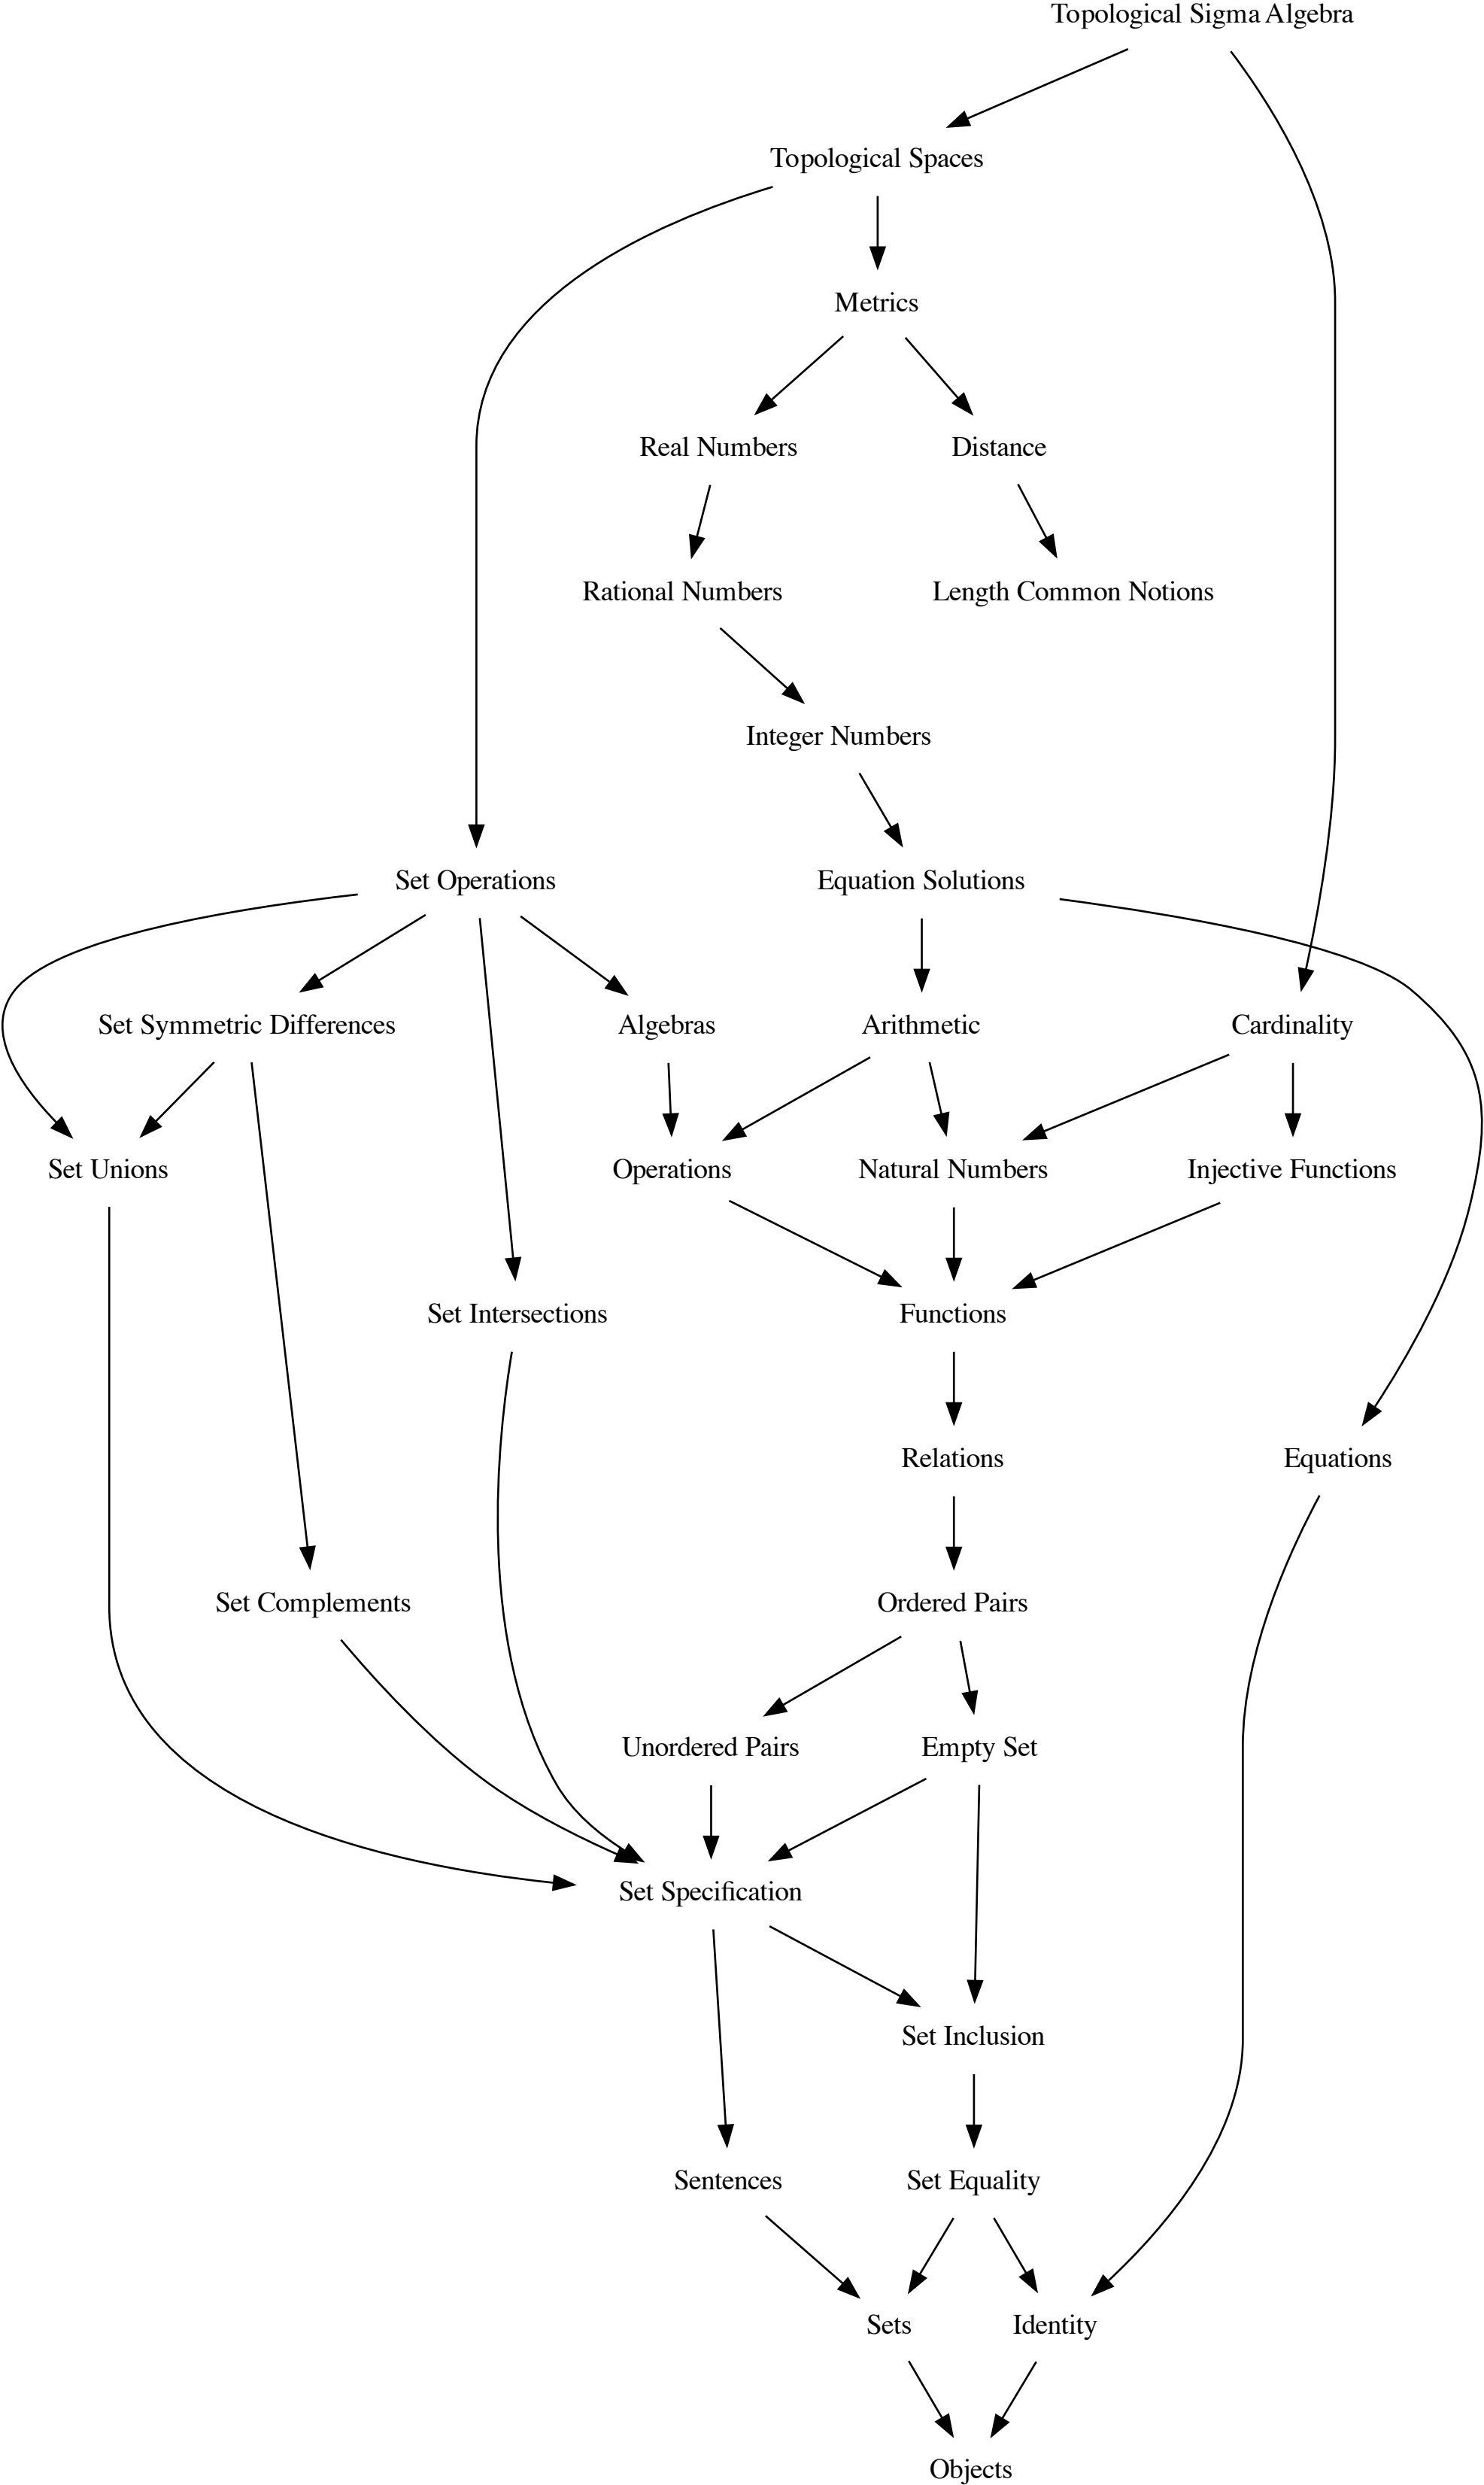 Topological Sigma Algebra
Topological Spaces
Metrics
Real Numbers
Distance
Rational Numbers
Length Common Notions
Integer Numbers
Set Operations
Equation Solutions
Set Symmetric Differences
Algebras
Arithmetic
Cardinality
Set Unions
Operations
Natural Numbers
Injective Functions
Set Intersections
Functions
Relations
Equations
Set Complements
Ordered Pairs
Unordered Pairs
Empty Set
Set Specification
Set Inclusion
Sentences
Set Equality
Sets
Identity
Objects